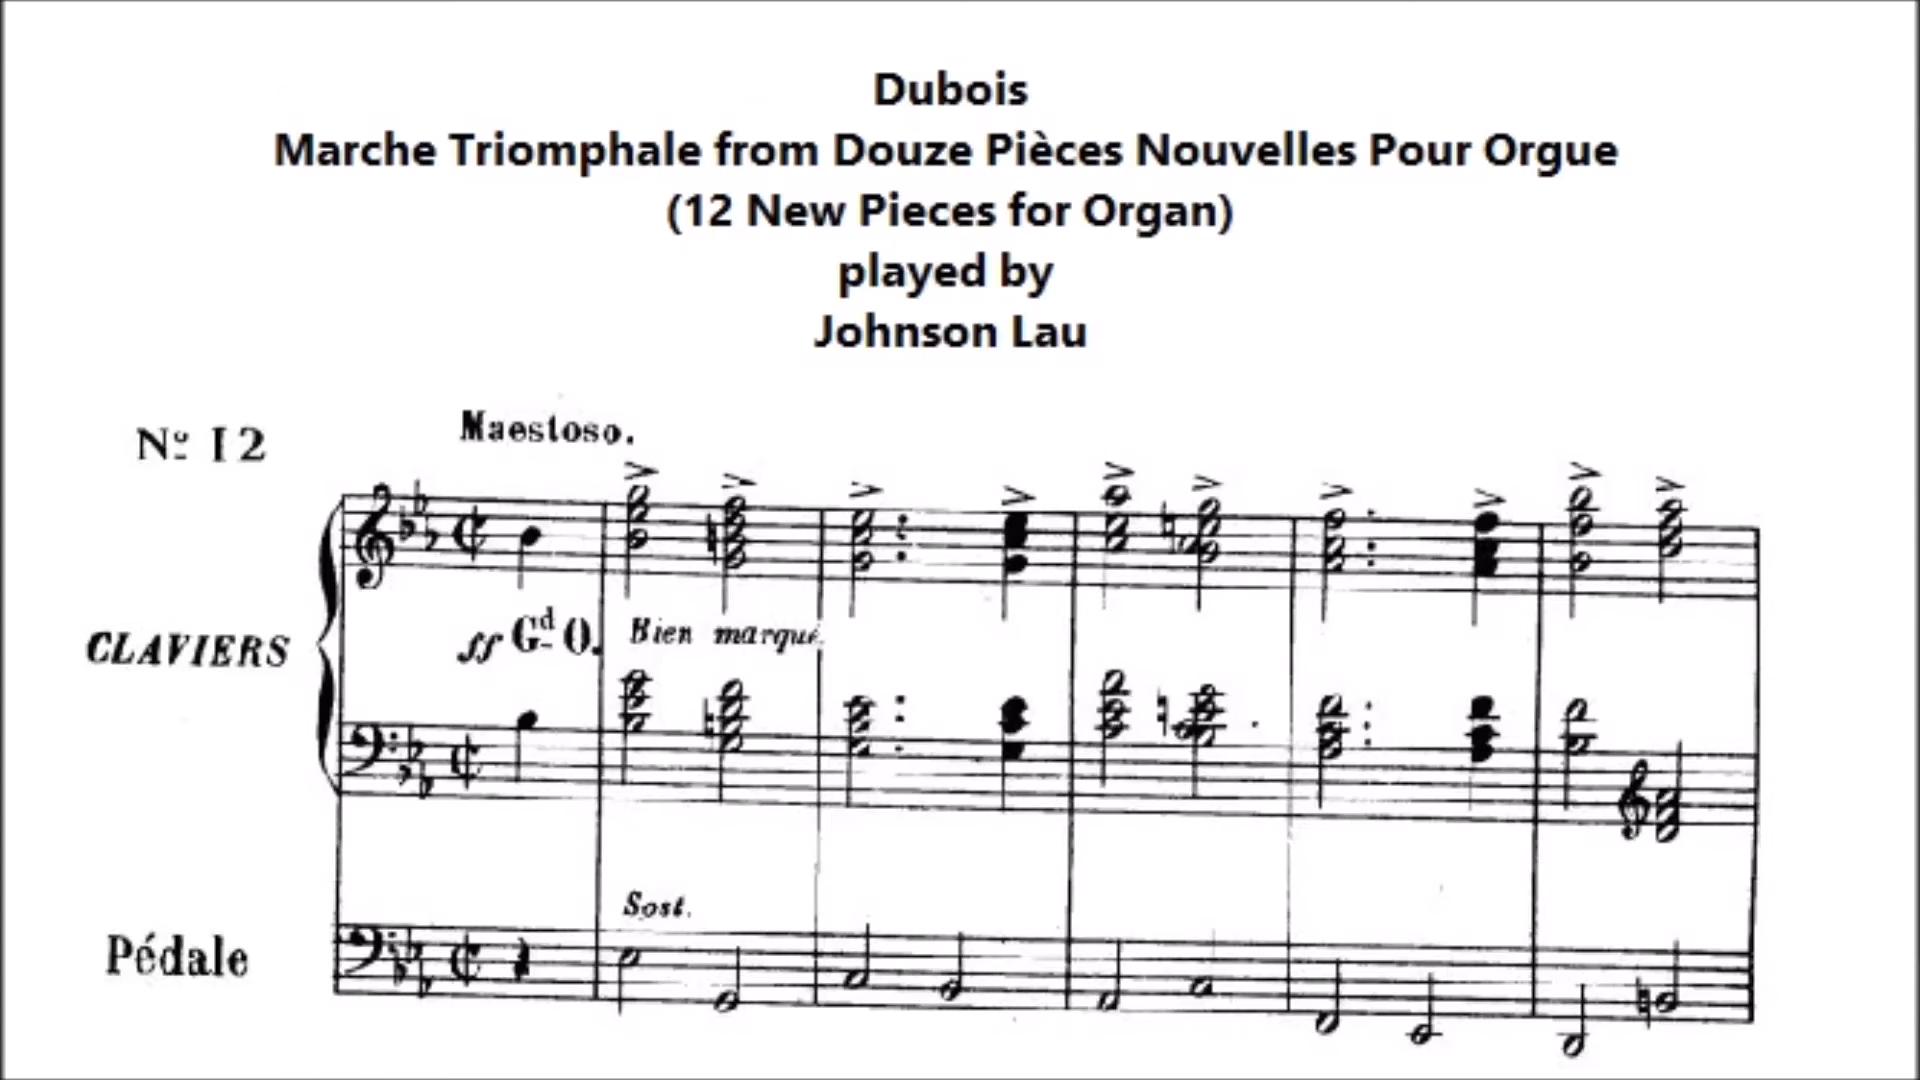 Dubois
Marche Triomphale from Douze Pièces Nouvelles Pour Orgue
(12 New Pieces for Organ)
played by
Johnson Lau
Nº 12
Maestoso.
CLAVIERS
ff Gd O. Bien marqué.
Sost.
Pédale